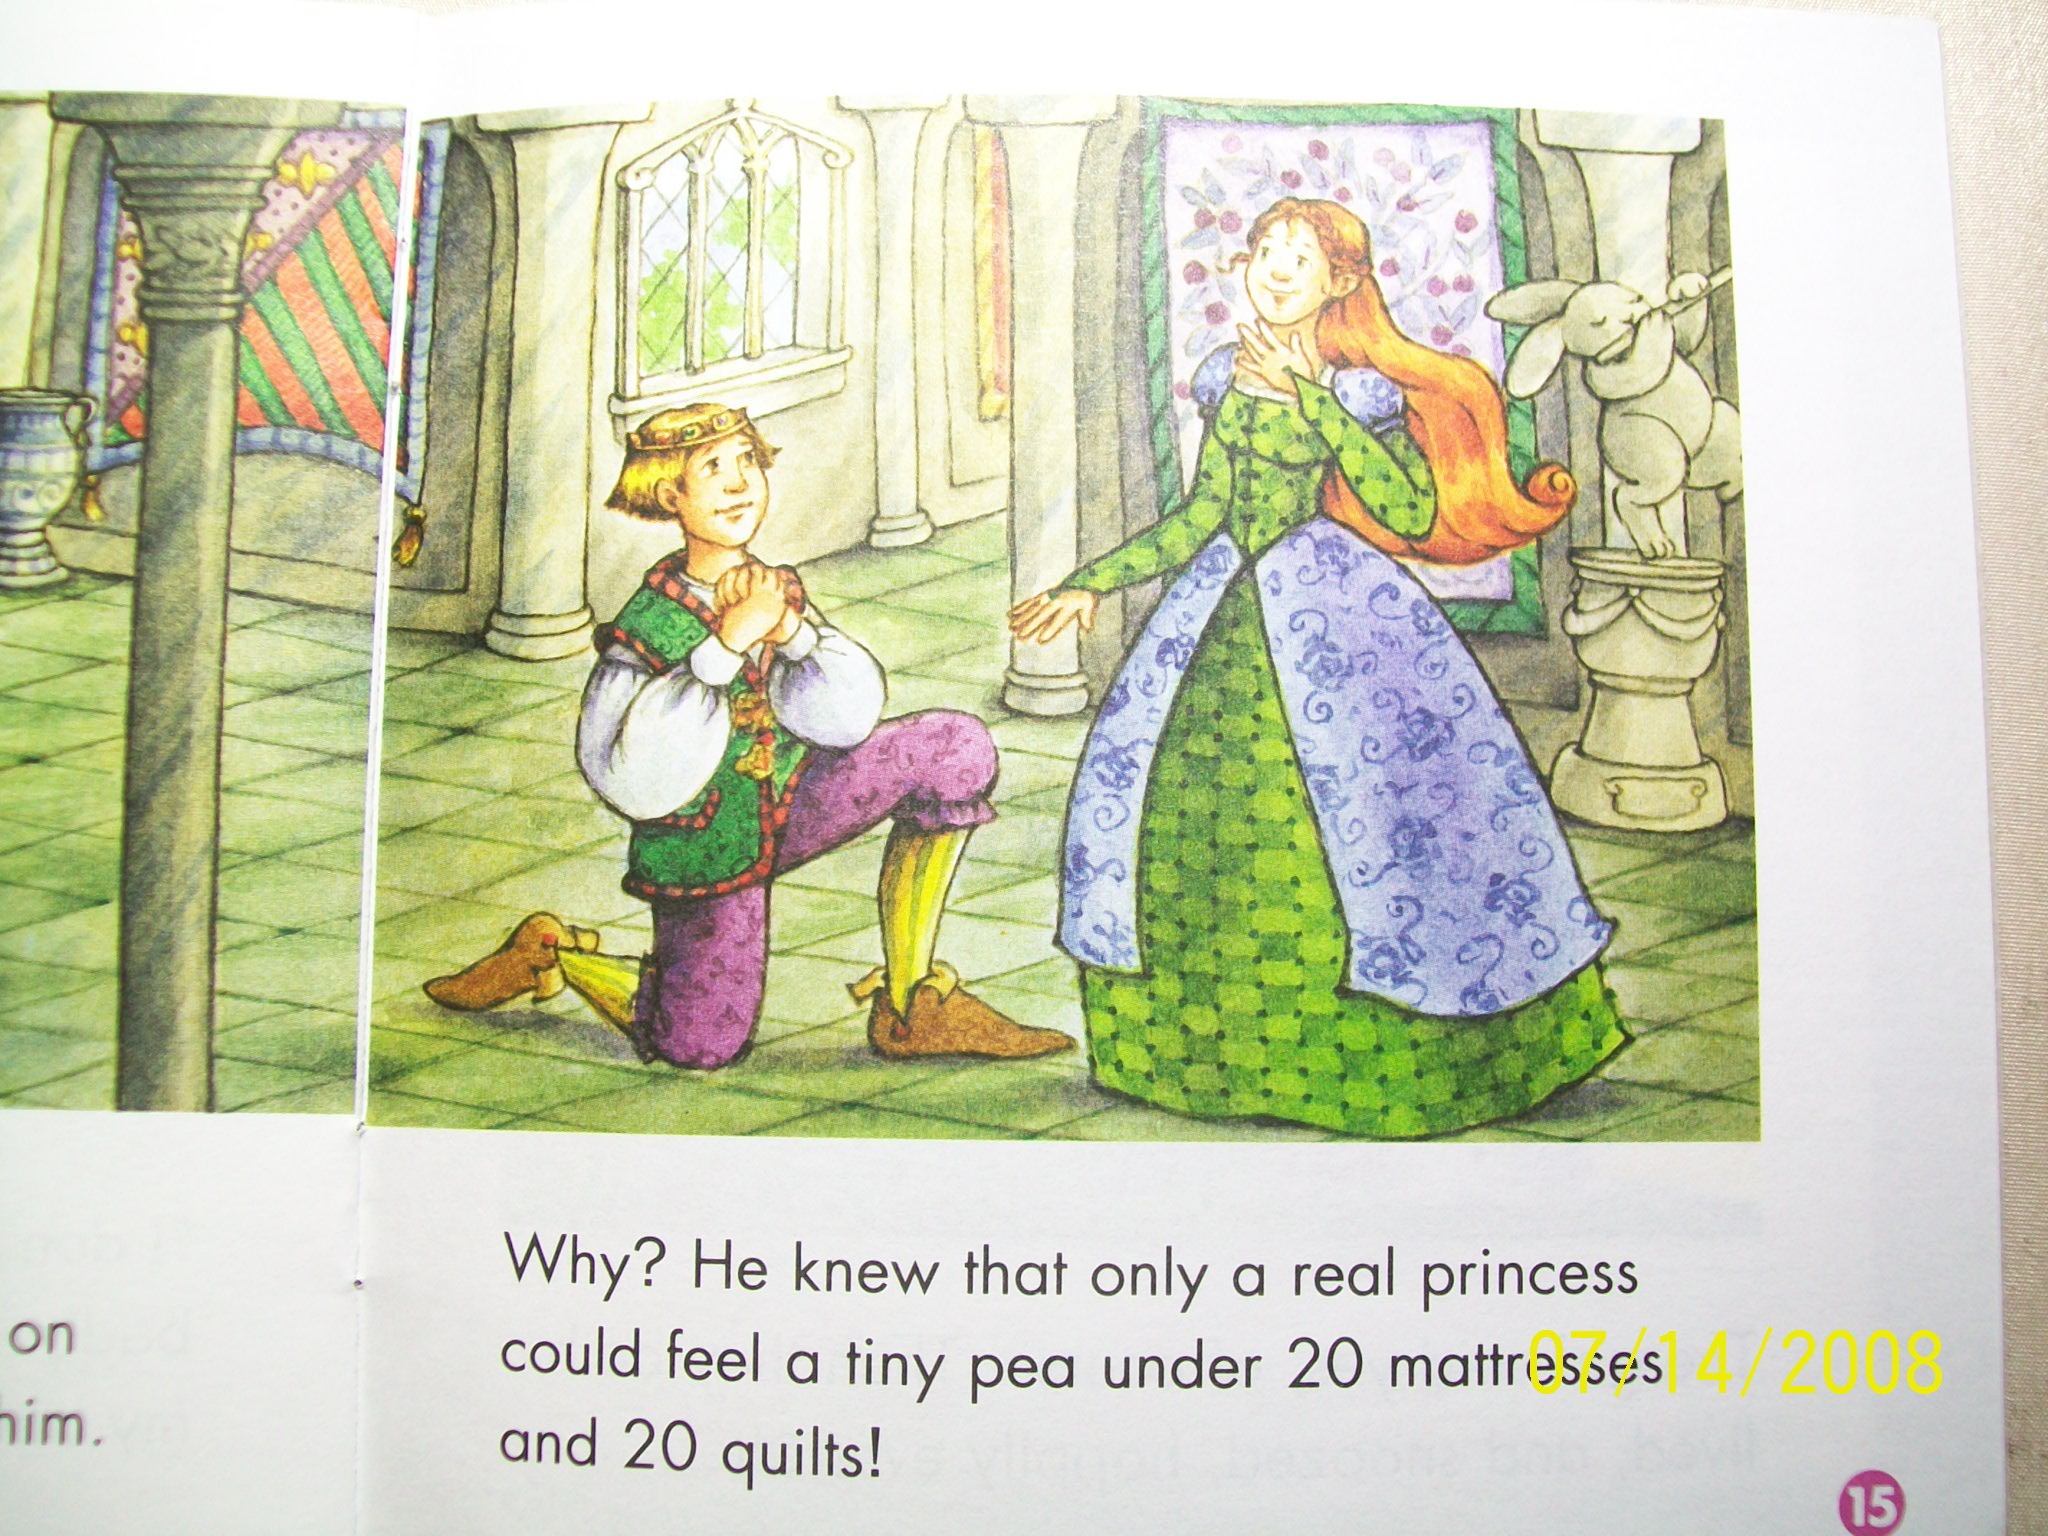 on
him.
Why? He knew that only a real princess
could feel a tiny pea under 20 mattresses
and 20 quilts!
07/14/2008
15